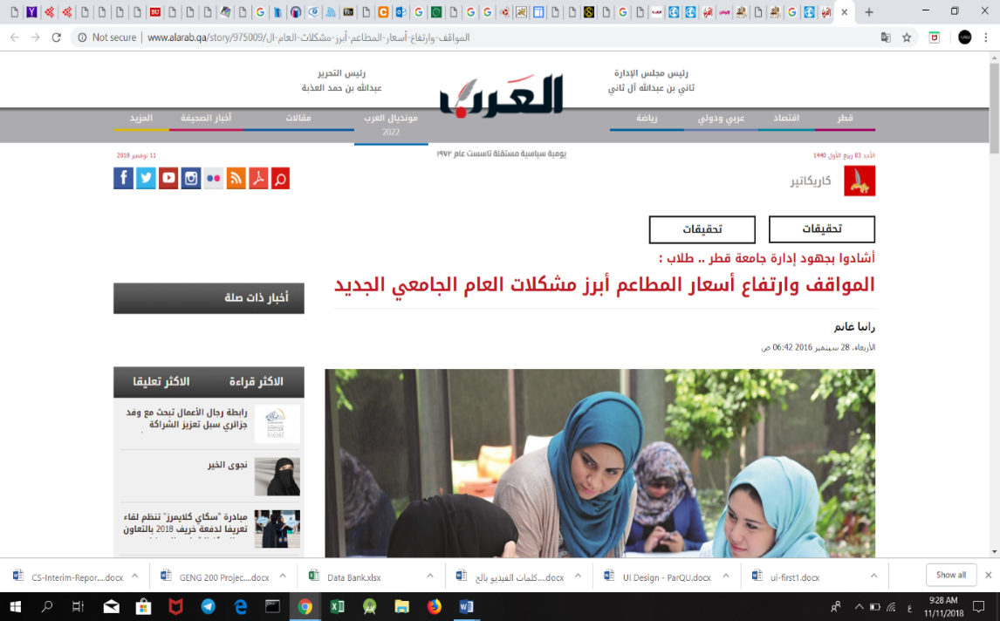 Not secure | www.alarab.qa/story/975009/المواقف-وارتفاع-أسعار-المطاعم-أبرز-مشكلات-العام-ال
رئيس مجلس الإدارة
ثاني بن عبدالله آل ثاني
العرب
رئيس التحرير
عبدالله بن حمد العذبة
قطر
اقتصاد
عربي ودولي
رياضة
مونديال العرب
2022
مقالات
أخبار الصحيفة
المزيد
يومية سياسية مستقلة تاسست عام ١٩٧٢
الأحد 03 ربيع الأول 1440
11 نوفمبر 2018
كاريكاتير
تحقيقات
تحقيقات
أشادوا بجهود إدارة جامعة قطر .. طلاب :
المواقف وارتفاع أسعار المطاعم أبرز مشكلات العام الجامعي الجديد
رانيا غانم
الأربعاء، 28 سبتمبر 2016 06:42 ص
أخبار ذات صلة
الاكثر قراءة
الاكثر تعليقا
رابطة رجال الأعمال تبحث مع وفد
جزائري سبل تعزيز الشراكة
نجوى الخير
مبادرة "سكاي كلايمرز" تنظم لقاء
تعريفا لدفعة خريف 2018 بالتعاون
CS-Interim-Repor....docx
GENG 200 Projec....docx
Data Bank.xlsx
كلمات الفيديو بالخ....docx
UI Design - ParQU.docx
ui-first1.docx
Show all
9:28 AM
11/11/2018